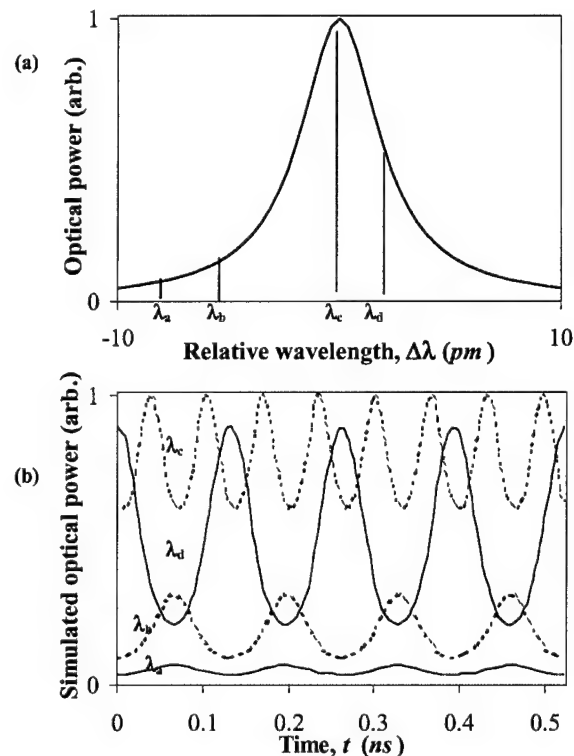 (a)
Optical power (arb.)
1
0
λa λb λc λd
-10 10
Relative wavelength, Δλ (pm)
(b)
Simulated optical power (arb.)
1
λc
λd
λb
λa
0
0 0.1 0.2 0.3 0.4 0.5
Time, t (ns)